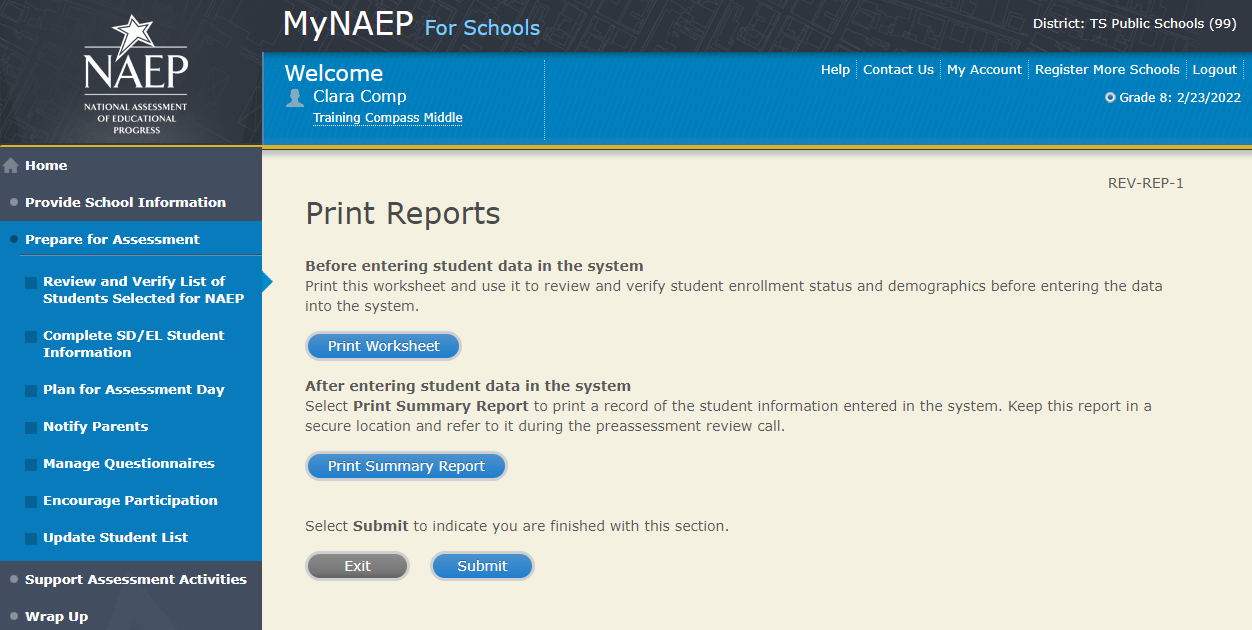 NAEP
NATIONAL ASSESSMENT
OF EDUCATIONAL
PROGRESS
MyNAEP For Schools
District: TS Public Schools (99)
Welcome
Clara Comp
Training Compass Middle
Help Contact Us My Account Register More Schools Logout
Grade 8: 2/23/2022
Home
Provide School Information
Prepare for Assessment
Review and Verify List of
Students Selected for NAEP
Complete SD/EL Student
Information
Plan for Assessment Day
Notify Parents
Manage Questionnaires
Encourage Participation
Update Student List
Support Assessment Activities
Wrap Up
REV-REP-1
Print Reports
Before entering student data in the system
Print this worksheet and use it to review and verify student enrollment status and demographics before entering the data
into the system.
Print Worksheet
After entering student data in the system
Select Print Summary Report to print a record of the student information entered in the system. Keep this report in a
secure location and refer to it during the preassessment review call.
Print Summary Report
Select Submit to indicate you are finished with this section.
Exit Submit